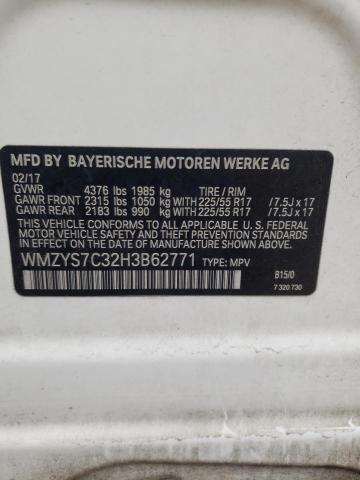 MFD BY BAYERISCHE MOTOREN WERKE AG
02/17
GVWR 4376 lbs 1985 kg TIRE / RIM
GAWR FRONT 2315 lbs 1050 kg WITH 225/55 R17 /7.5J x 17
GAWR REAR 2183 lbs 990 kg WITH 225/55 R17 /7.5J x 17
THIS VEHICLE CONFORMS TO ALL APPLICABLE
U.S. FEDERAL MOTOR VEHICLE SAFETY STANDARDS
IN EFFECT ON THE DATE OF MANUFACTURE SHOWN ABOVE.
WMZYS7C32H3B62771 TYPE: MPV
B15/0
7 320 730